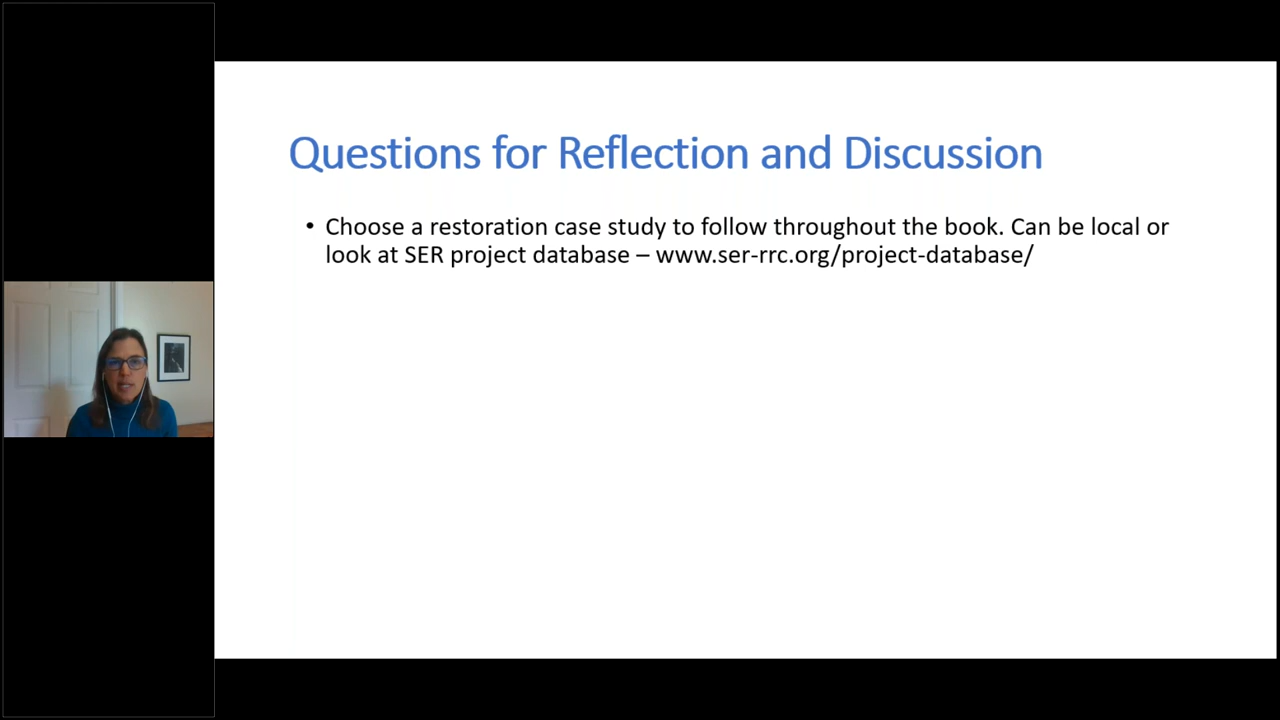 Questions for Reflection and Discussion
• Choose a restoration case study to follow throughout the book. Can be local or
look at SER project database – www.ser-rrc.org/project-database/